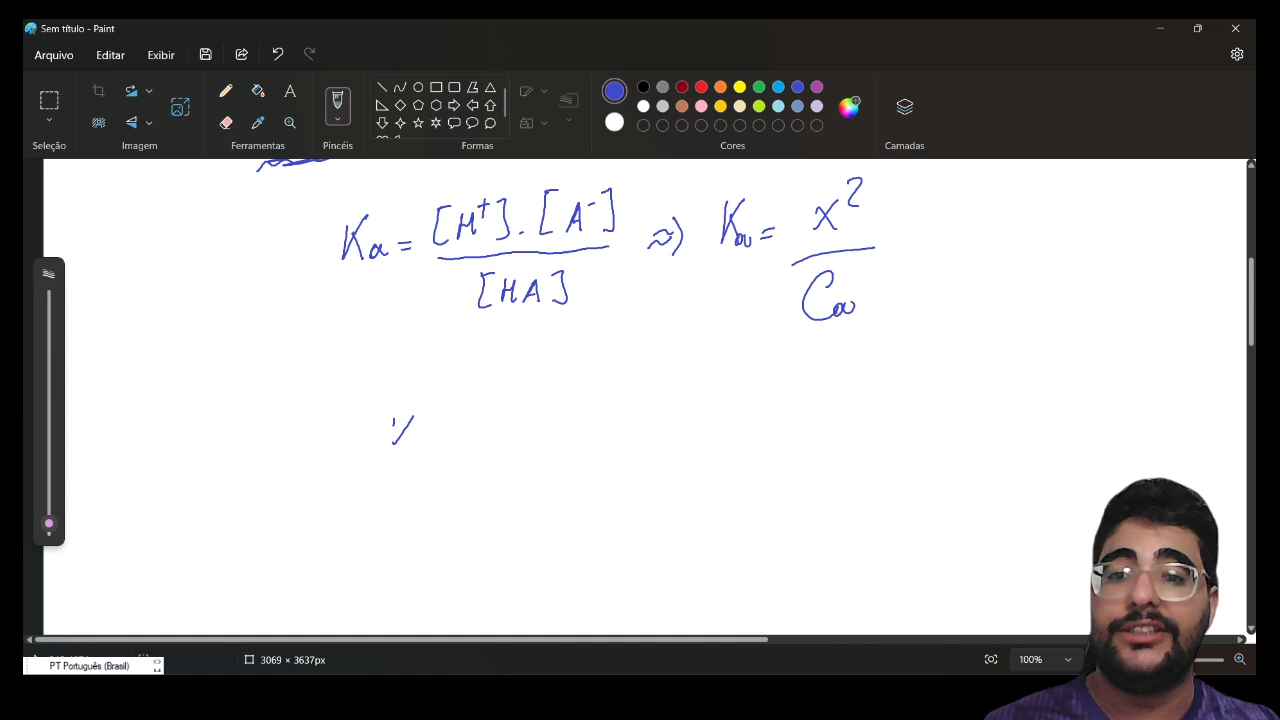 Sem título - Paint
Arquivo Editar Exibir
Seleção Imagem Ferramentas Pincéis Formas Cores Camadas
Ka = [H+] . [A-] / [HA] => Ka = x² / Ca
PT Português (Brasil) 3069 × 3637px 100%